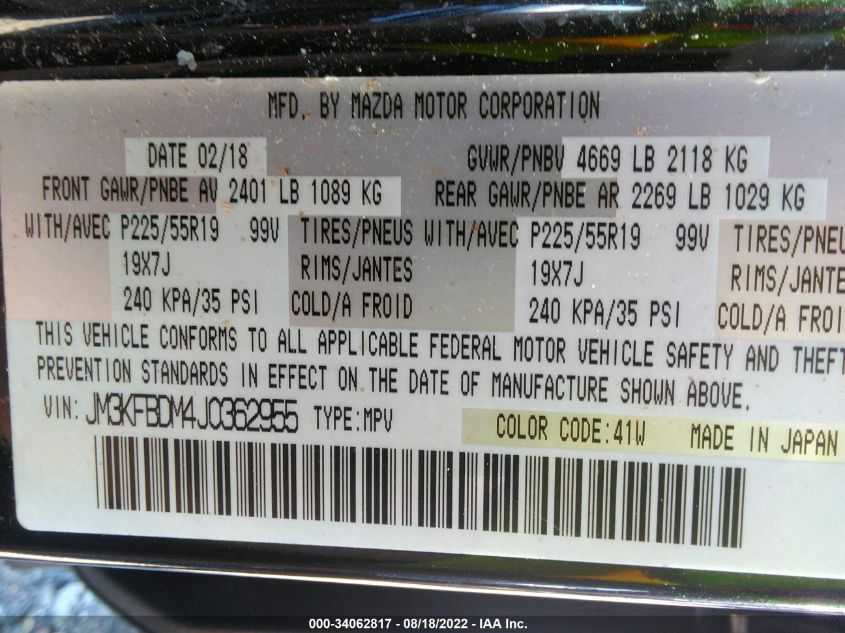 MFD. BY MAZDA MOTOR CORPORATION
DATE 02/18 GVWR/PNBV 4669 LB 2118 KG
FRONT GAWR/PNBE AV 2401 LB 1089 KG REAR GAWR/PNBE AR 2269 LB 1029 KG
WITH/AVEC P225/55R19 99V TIRES/PNEUS WITH/AVEC P225/55R19 99V TIRES/PNEU
19X7J RIMS/JANTES 19X7J RIMS/JANTE
240 KPA/35 PSI COLD/A FROID 240 KPA/35 PSI COLD/A FROI
THIS VEHICLE CONFORMS TO ALL APPLICABLE FEDERAL MOTOR VEHICLE SAFETY AND THEFT
PREVENTION STANDARDS IN EFFECT ON THE DATE OF MANUFACTURE SHOWN ABOVE.
VIN: JM3KFBDM4J0362955 TYPE:MPV COLOR CODE:41W MADE IN JAPAN
000-34062817 - 08/18/2022 - IAA Inc.